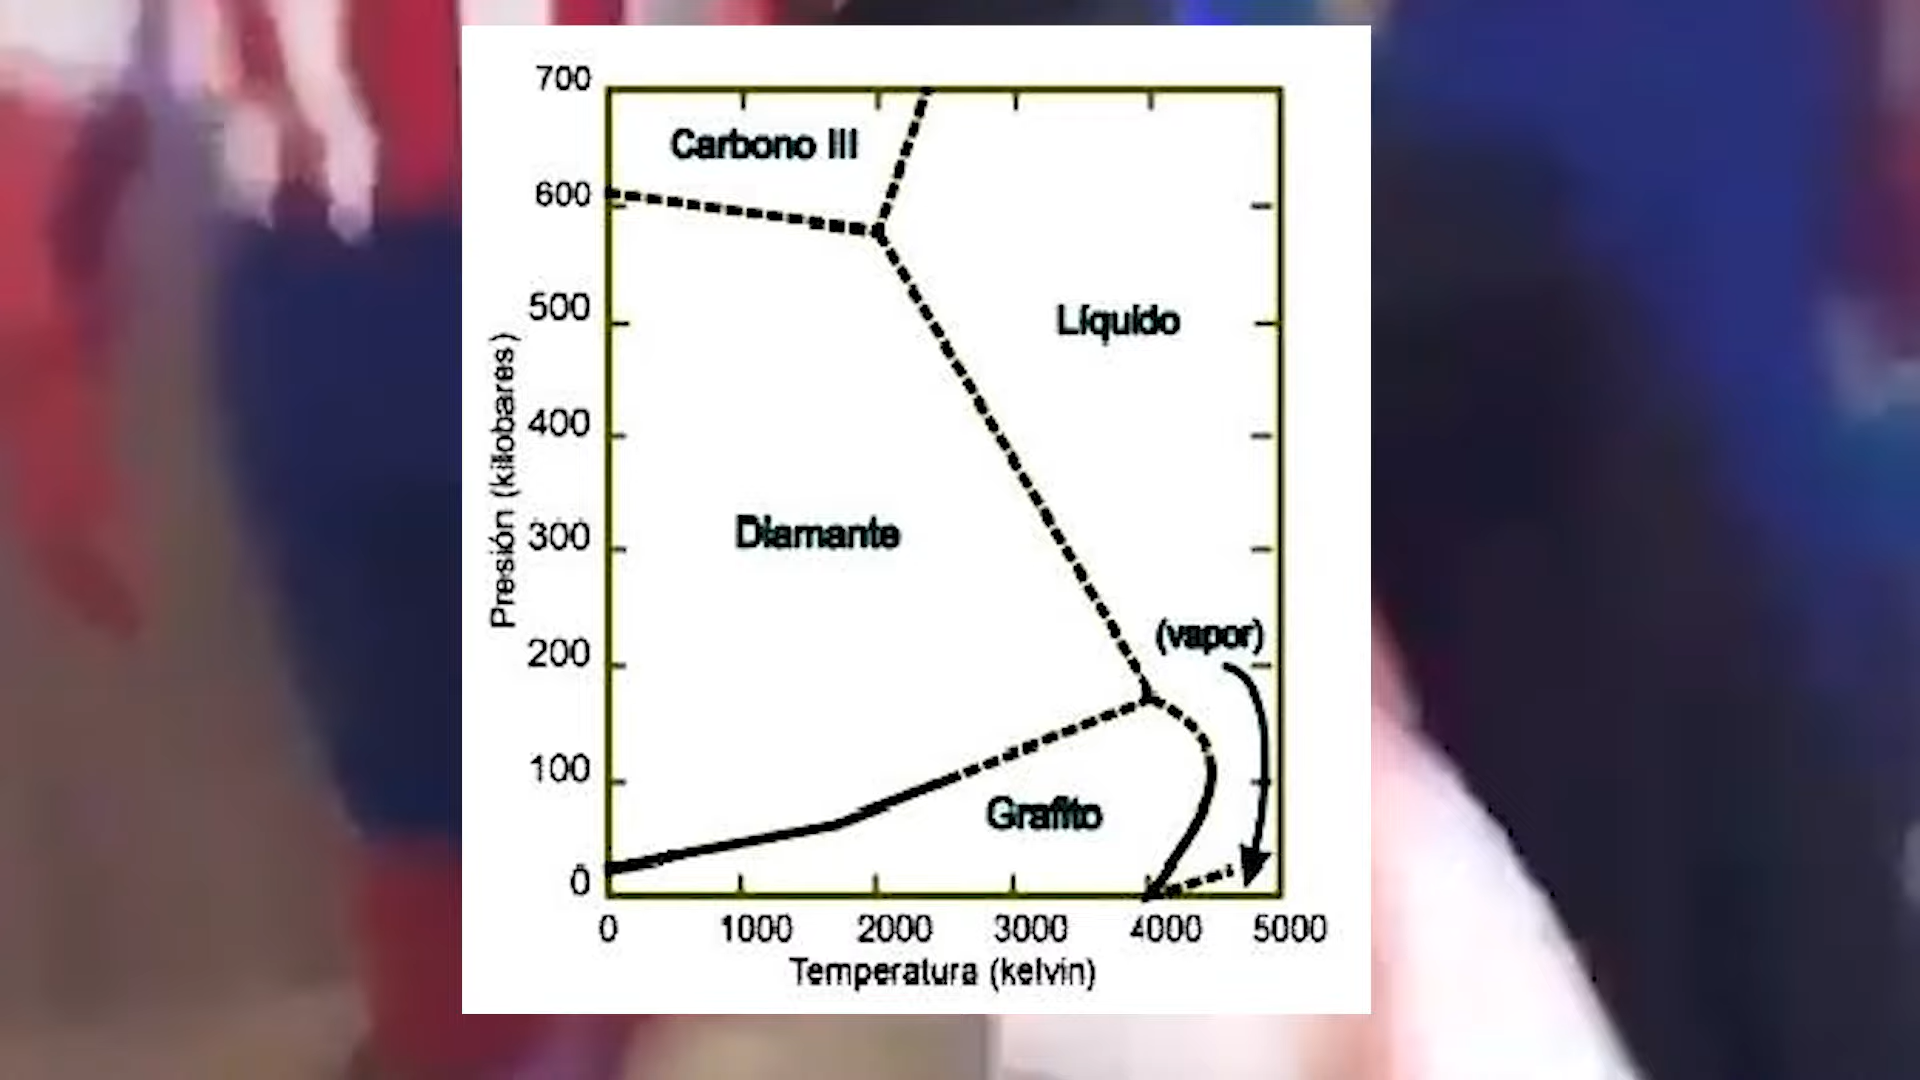 700
Carbono III
600
500
Líquido
400
Presión (kilobares)
300
Diamante
(vapor)
200
100
Grafito
0
0 1000 2000 3000 4000 5000
Temperatura (kelvin)